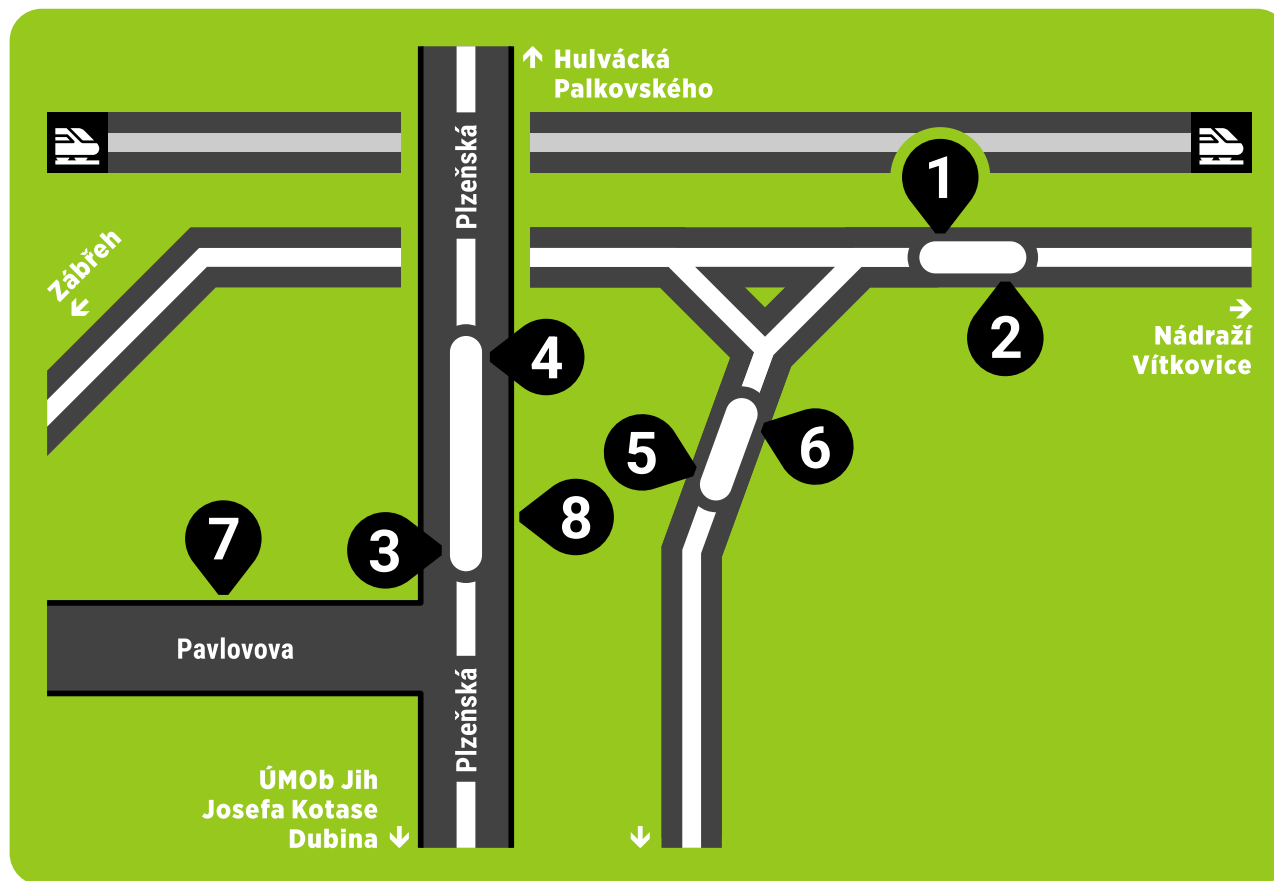 Hulvácká
Palkovského
Plzeňská
1
Zábřeh
2
Nádraží
Vítkovice
4
5
6
7
3
8
Pavlovova
Plzeňská
ÚMOb Jih
Josefa Kotase
Dubina